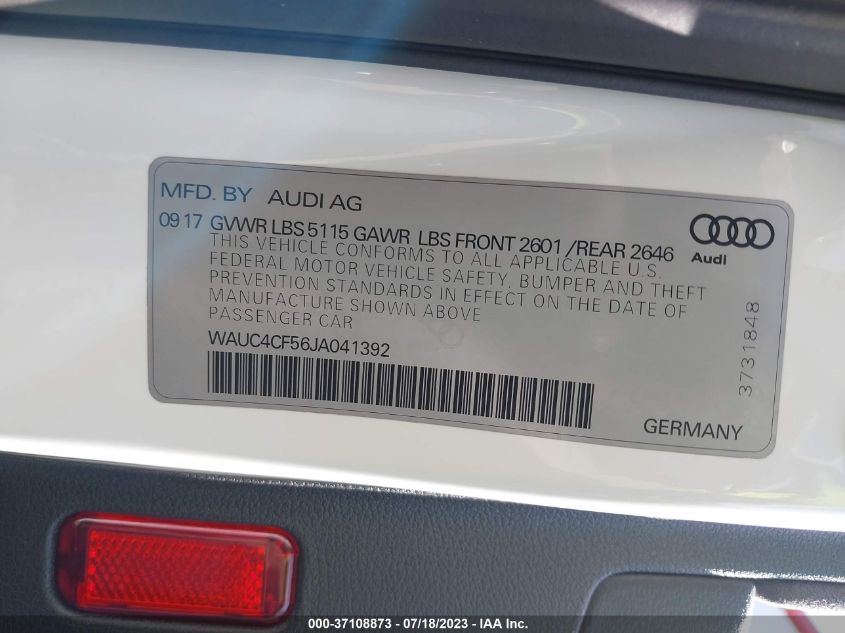 MFD. BY AUDI AG
09 17 GVWR LBS 5115 GAWR LBS FRONT 2601 / REAR 2646
THIS VEHICLE CONFORMS TO ALL APPLICABLE U.S.
FEDERAL MOTOR VEHICLE SAFETY, BUMPER AND THEFT
PREVENTION STANDARDS IN EFFECT ON THE DATE OF
MANUFACTURE SHOWN ABOVE
PASSENGER CAR
WAUC4CF56JA041392
Audi
3731848
GERMANY
000-37108873 - 07/18/2023 - IAA Inc.